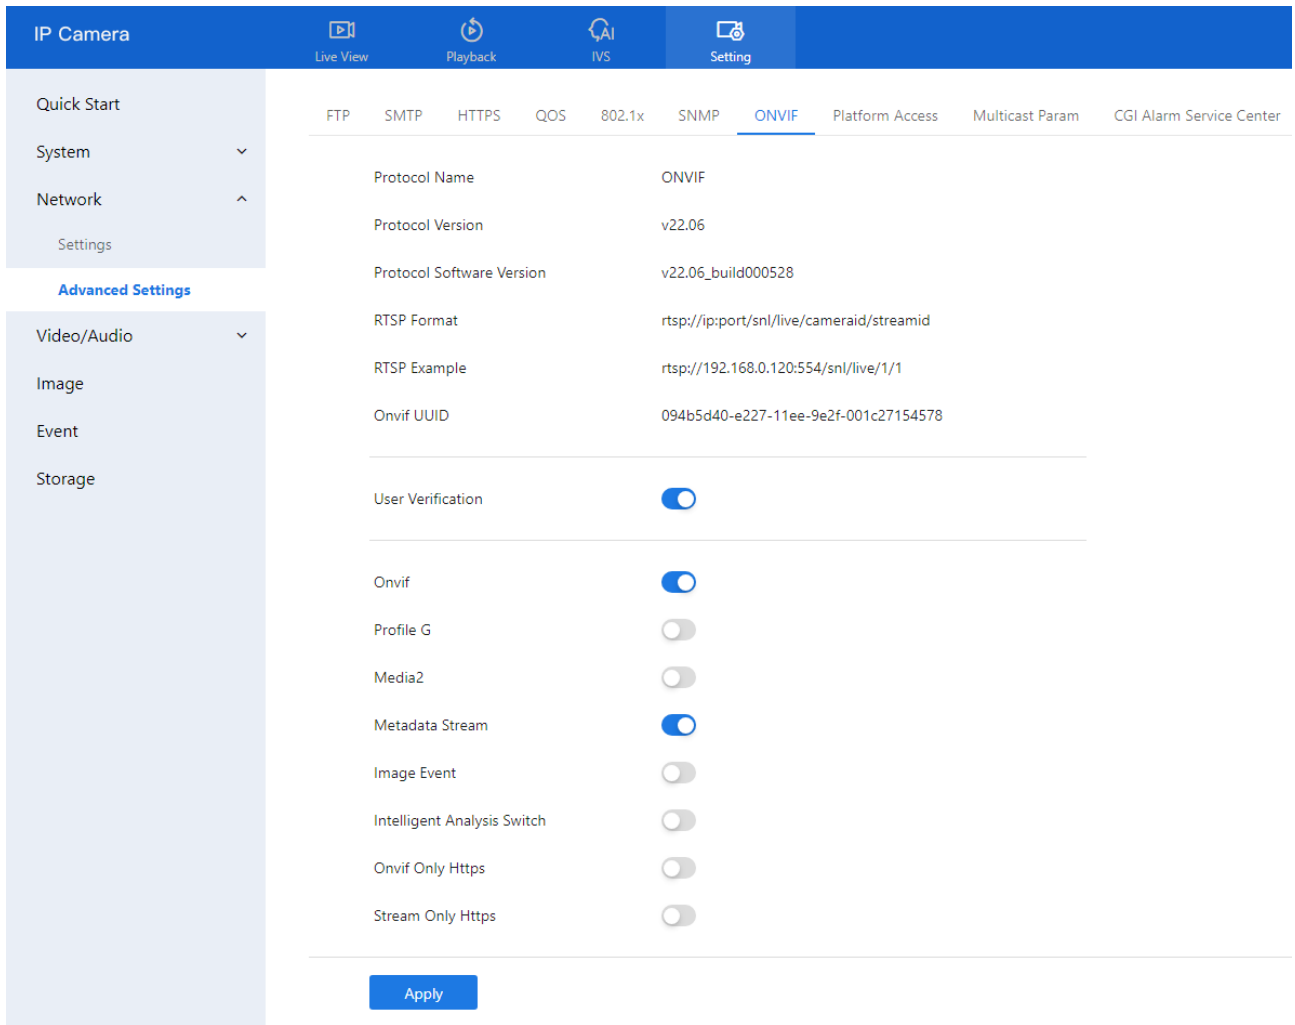 IP Camera
Live View
Playback
AI
IVS
Setting
Quick Start
System
Network
Settings
Advanced Settings
Video/Audio
Image
Event
Storage
FTP SMTP HTTPS QOS 802.1x SNMP ONVIF Platform Access Multicast Param CGI Alarm Service Center
Protocol Name ONVIF
Protocol Version v22.06
Protocol Software Version v22.06_build000528
RTSP Format rtsp://ip:port/snl/live/cameraid/streamid
RTSP Example rtsp://192.168.0.120:554/snl/live/1/1
Onvif UUID 094b5d40-e227-11ee-9e2f-001c27154578
User Verification
Onvif
Profile G
Media2
Metadata Stream
Image Event
Intelligent Analysis Switch
Onvif Only Https
Stream Only Https
Apply